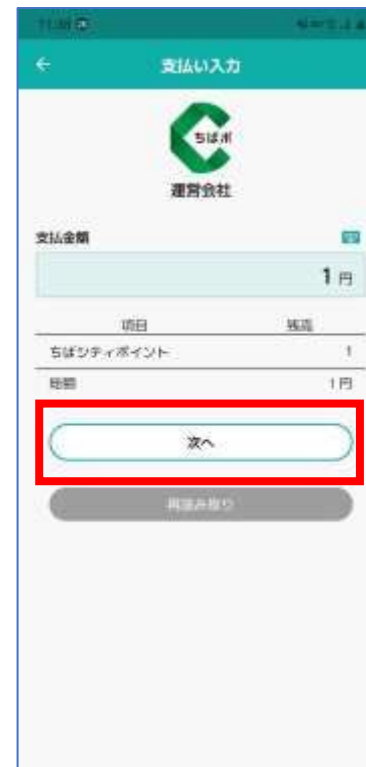 支払い入力
ちばポ
運営会社
支払金額
1 円
項目 残高
ちばシティポイント 1
総額 1 円
次へ
再読み取り